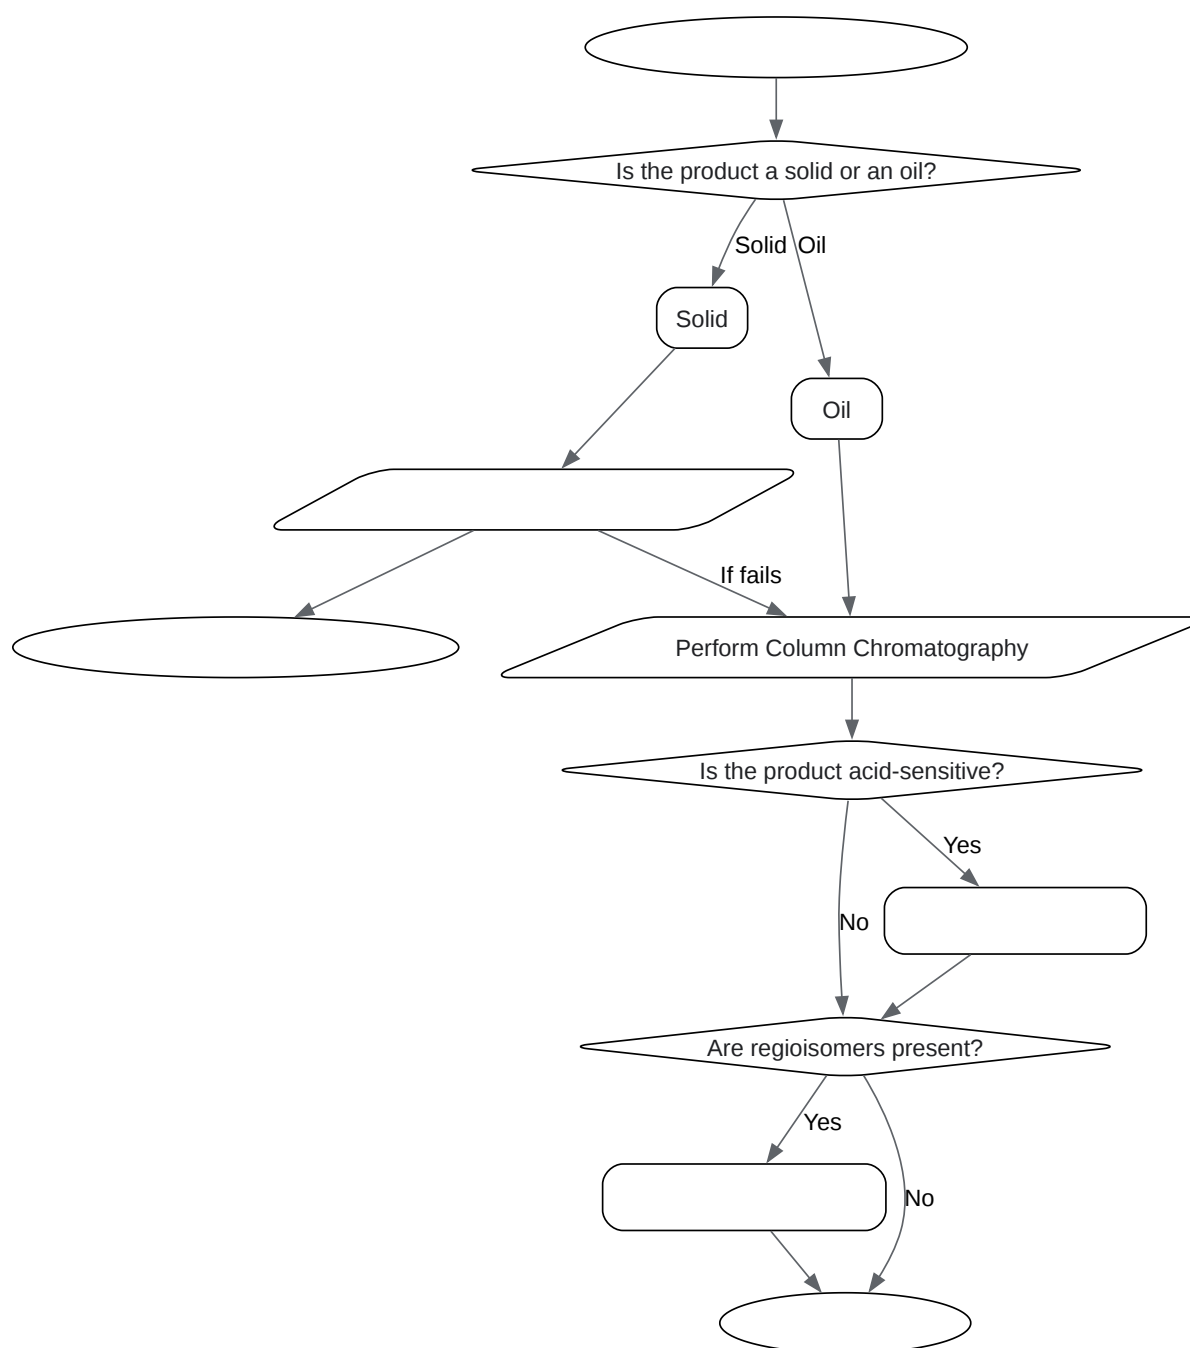 Is the product a solid or an oil?
Solid
Oil
Solid
Oil
If fails
Perform Column Chromatography
Is the product acid-sensitive?
Yes
No
Are regioisomers present?
Yes
No